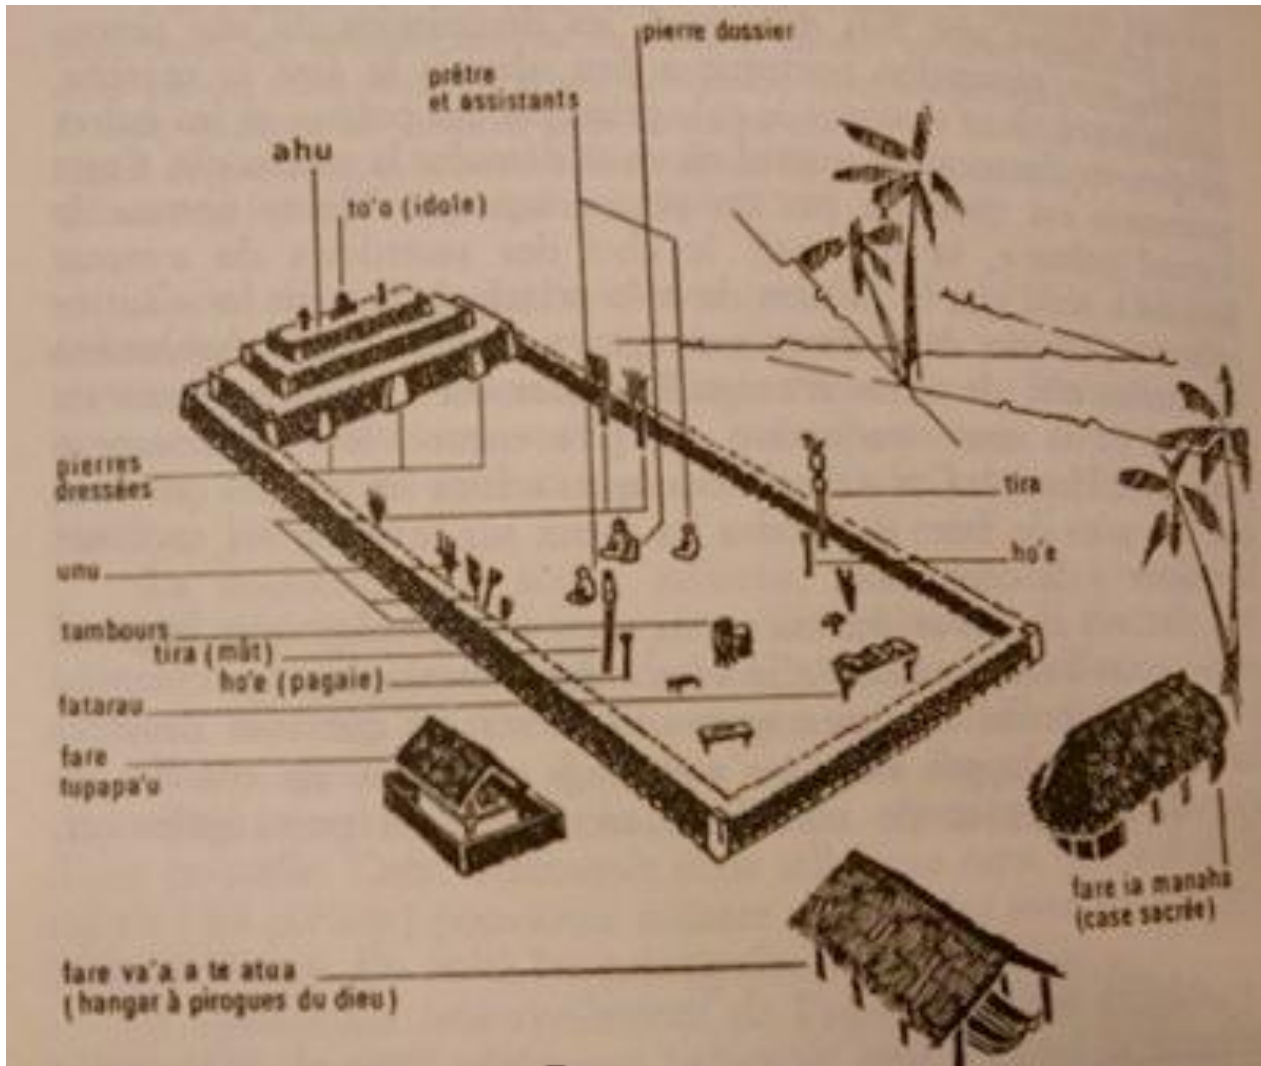 pierre dossier
prêtre
et assistants
ahu
to'o (idole)
pierres
dressées
tira
ho'e
unu
tambours
tira (mât)
ho'e (pagaie)
fatarau
fare
tupapa'u
fare ia manaha
(case sacrée)
fare va'a a te atua
(hangar à pirogues du dieu)